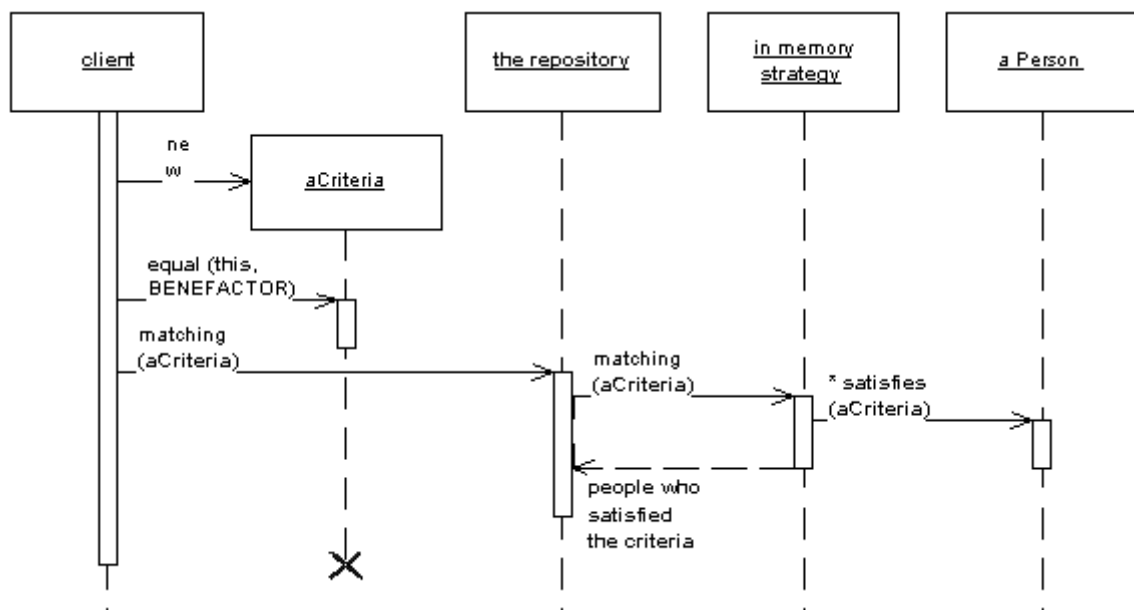 client
the repository
in memory
strategy
a Person
ne
w
aCriteria
equal (this,
BENEFACTOR)
matching
(aCriteria)
matching
(aCriteria)
* satisfies
(aCriteria)
people who
satisfied
the criteria